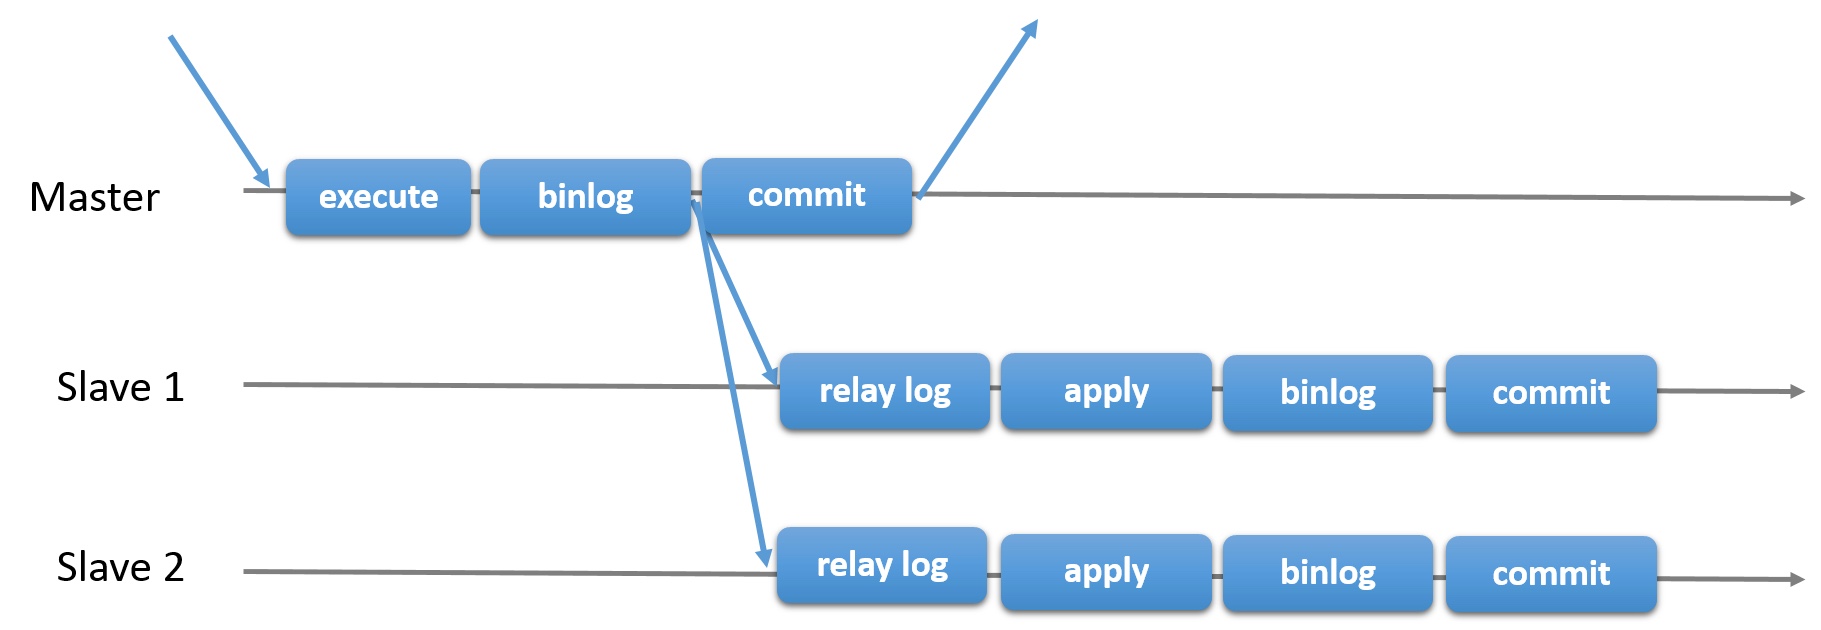 Master
execute
binlog
commit
Slave 1
relay log
apply
binlog
commit
Slave 2
relay log
apply
binlog
commit